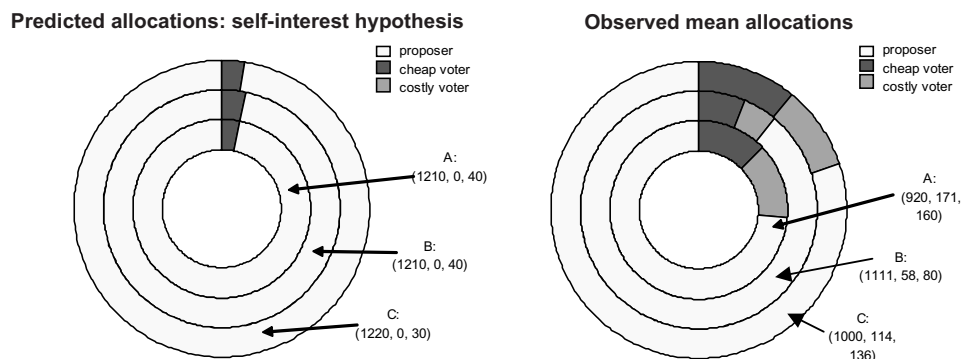 Predicted allocations: self-interest hypothesis
proposer
cheap voter
costly voter
A:
(1210, 0, 40)
B:
(1210, 0, 40)
C:
(1220, 0, 30)
Observed mean allocations
proposer
cheap voter
costly voter
A:
(920, 171,
160)
B:
(1111, 58, 80)
C:
(1000, 114,
136)